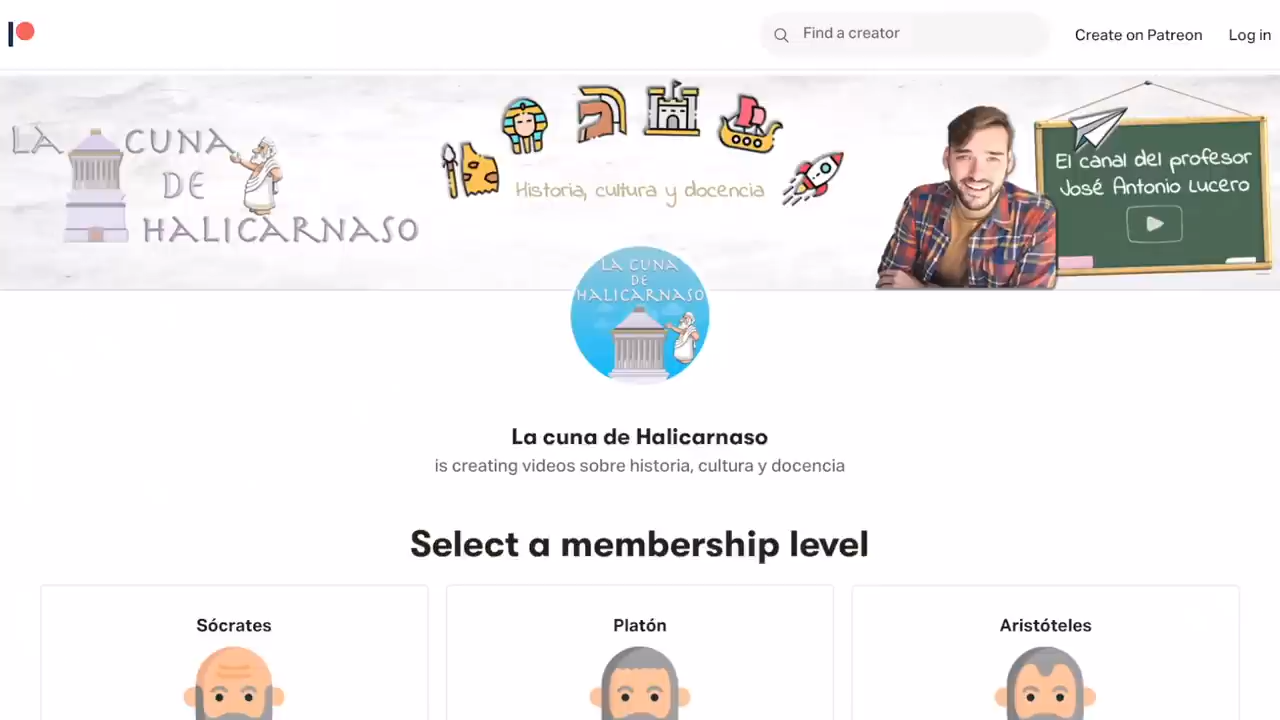 Find a creator
Create on Patreon
Log in
LA CUNA
DE
HALICARNASO
Historia, cultura y docencia
El canal del profesor
José Antonio Lucero
LA CUNA
DE
HALICARNASO
La cuna de Halicarnaso
is creating videos sobre historia, cultura y docencia
Select a membership level
Sócrates
Platón
Aristóteles